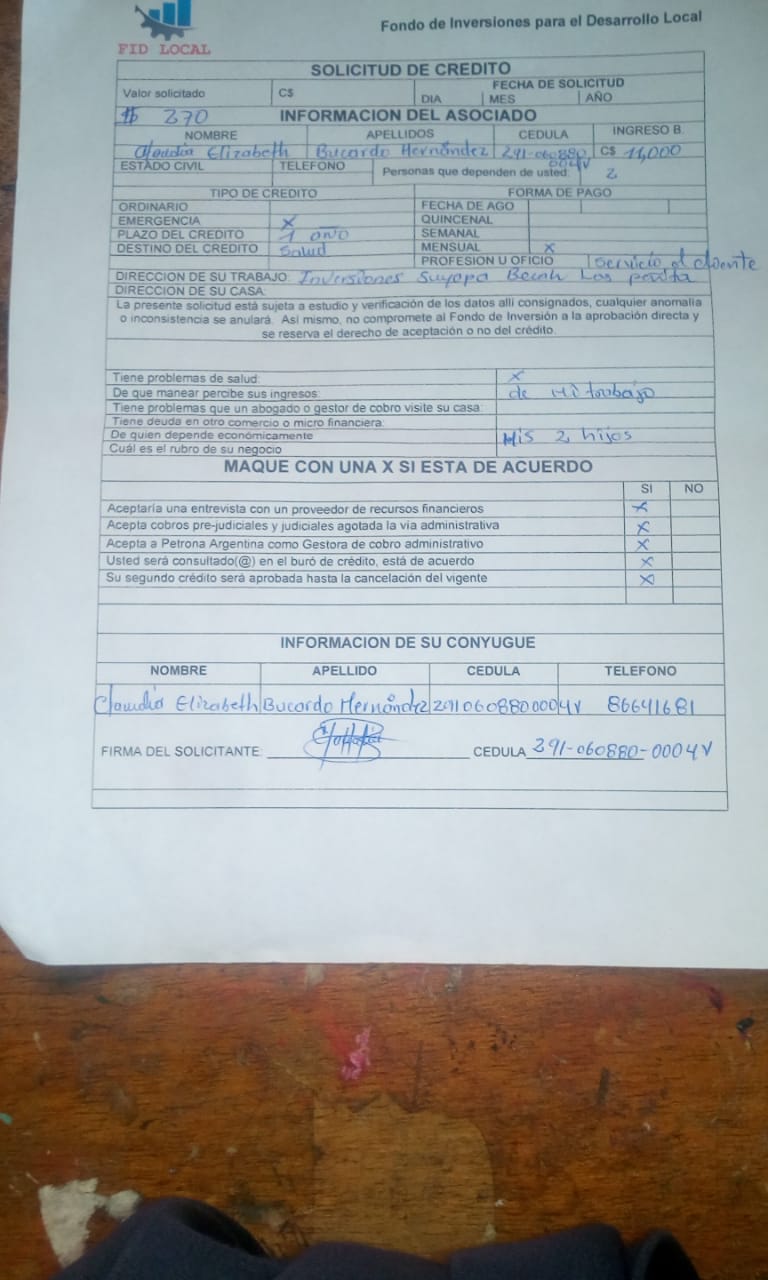 Fondo de Inversiones para el Desarrollo Local
FID LOCAL
SOLICITUD DE CREDITO
Valor solicitado C$ FECHA DE SOLICITUD
DIA MES AÑO
$ 370 INFORMACION DEL ASOCIADO
NOMBRE APELLIDOS CEDULA INGRESO B.
Claudia Elizabeth Bucardo Hernández 291-060880 0004V C$ 11,000
ESTADO CIVIL TELEFONO Personas que dependen de usted: 2
TIPO DE CREDITO FORMA DE PAGO
ORDINARIO FECHA DE AGO
EMERGENCIA X QUINCENAL
PLAZO DEL CREDITO 1 año SEMANAL
DESTINO DEL CREDITO Salud MENSUAL X
PROFESION U OFICIO servicio al cliente
DIRECCION DE SU TRABAJO: Inversiones Suyapa Becah Las
DIRECCION DE SU CASA:
La presente solicitud está sujeta a estudio y verificación de los datos alli consignados, cualquier anomalia
o inconsistencia se anulará. Así mismo, no compromete al Fondo de Inversión a la aprobación directa y
se reserva el derecho de aceptación o no del crédito.
Tiene problemas de salud: X
De que manear percibe sus ingresos: de Mi trabajo
Tiene problemas que un abogado o gestor de cobro visite su casa:
Tiene deuda en otro comercio o micro financiera:
De quien depende económicamente Mis 2 hijos
Cuál es el rubro de su negocio
MAQUE CON UNA X SI ESTA DE ACUERDO
SI NO
Aceptaría una entrevista con un proveedor de recursos financieros X
Acepta cobros pre-judiciales y judiciales agotada la vía administrativa X
Acepta a Petrona Argentina como Gestora de cobro administrativo X
Usted será consultado(@) en el buró de crédito, está de acuerdo X
Su segundo crédito será aprobada hasta la cancelación del vigente X
INFORMACION DE SU CONYUGUE
NOMBRE APELLIDO CEDULA TELEFONO
Claudia Elizabeth Bucardo Hernández 2910608800004V 86641681
FIRMA DEL SOLICITANTE: CEDULA 291-060880-0004V